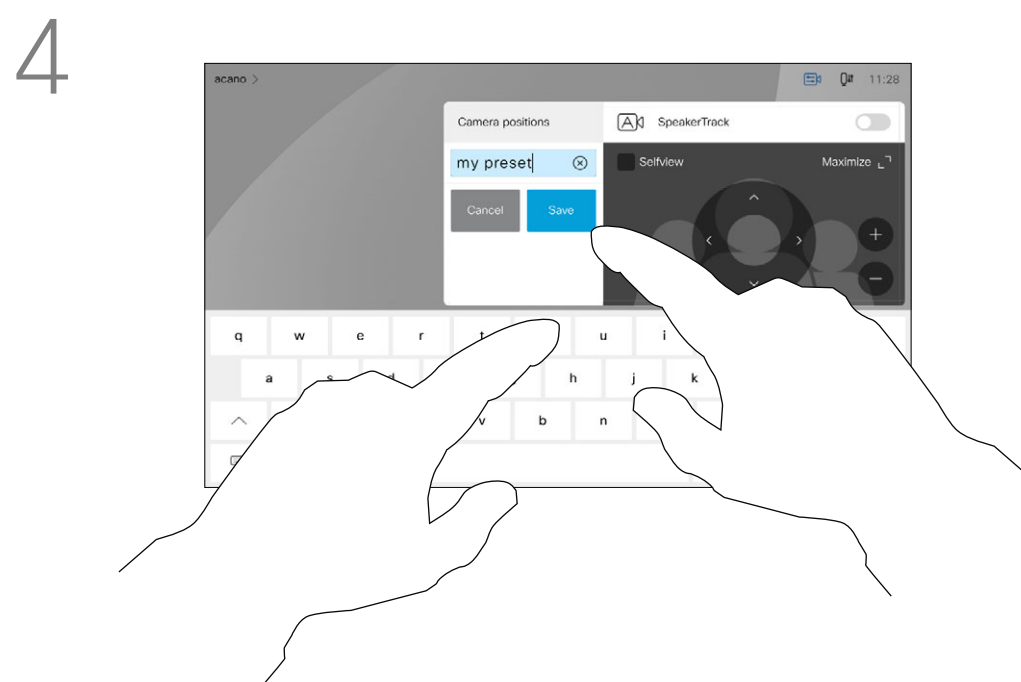 4
acano >
11:28
Camera positions
SpeakerTrack
my preset
Selfview
Maximize
Cancel
Save
q w e r t u i
a s d h j k
v b n